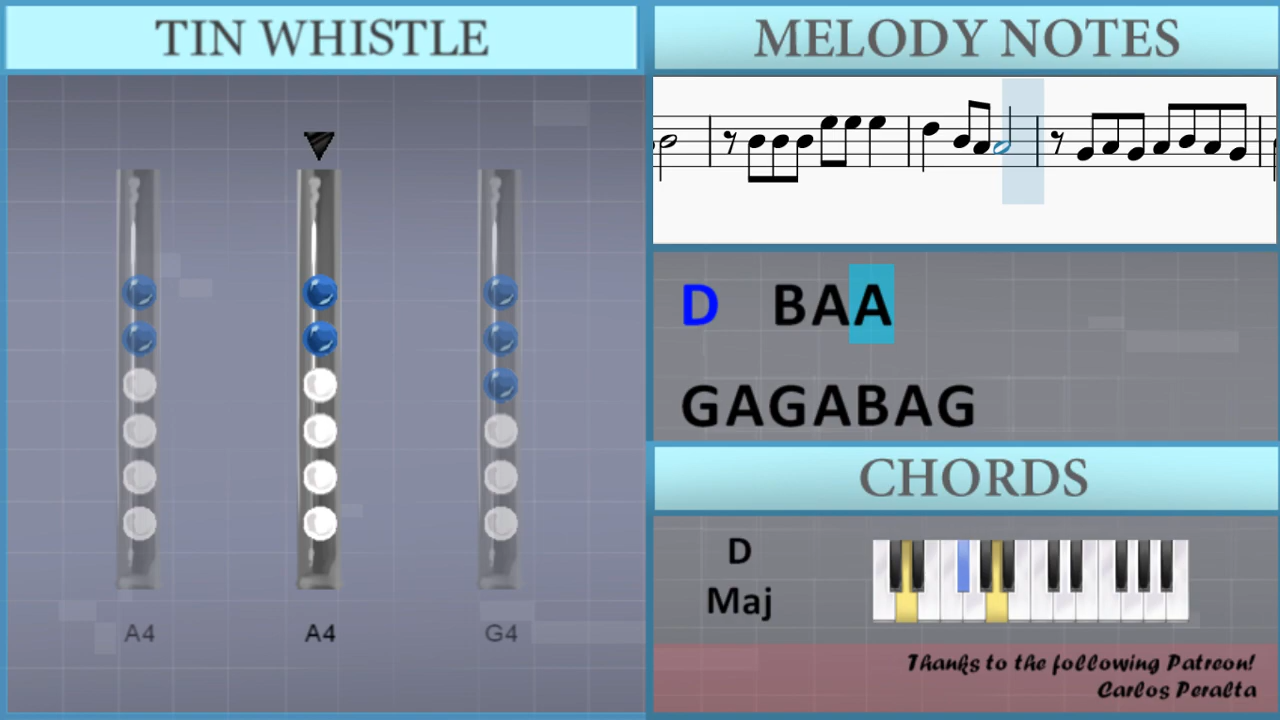 TIN WHISTLE
A4 A4 G4
MELODY NOTES
D BAA
GAGABAG
CHORDS
D
Maj
Thanks to the following Patreon!
Carlos Peralta